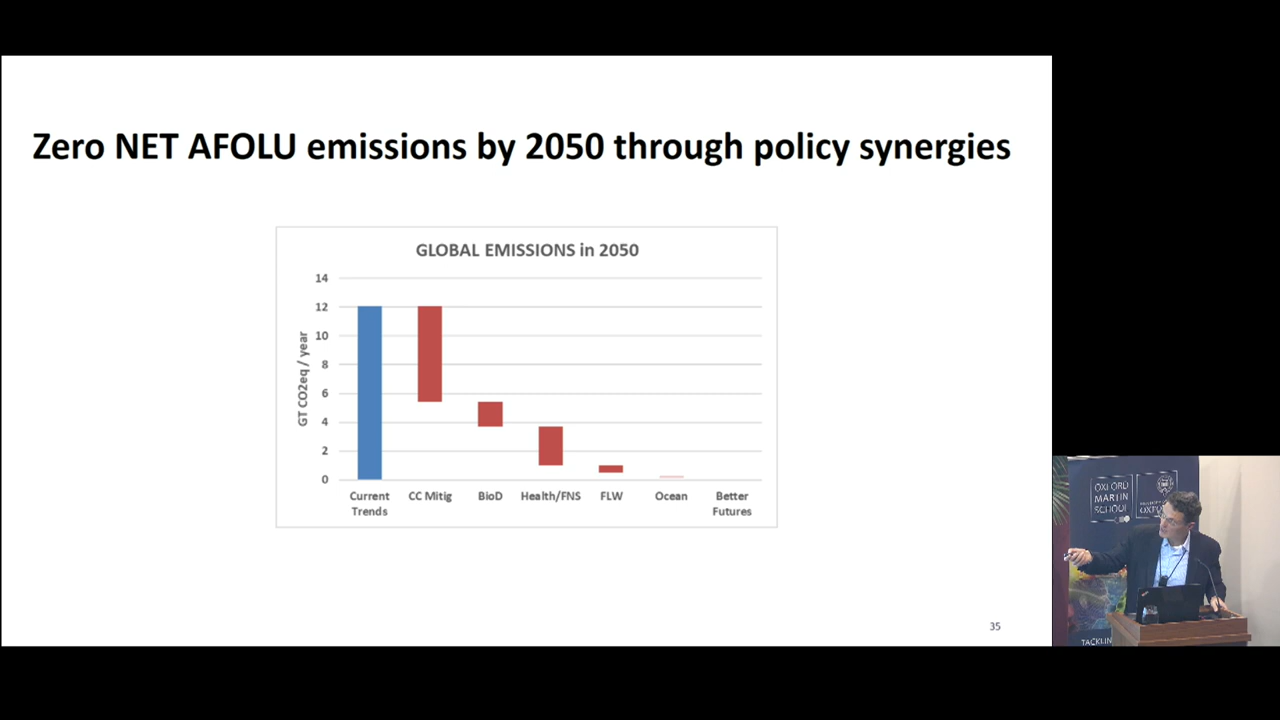 Zero NET AFOLU emissions by 2050 through policy synergies
GLOBAL EMISSIONS in 2050
GT CO2eq / year
14
12
10
8
6
4
2
0
Current Trends
CC Mitig
BioD
Health/FNS
FLW
Ocean
Better Futures
35
OXFORD
MARTIN
SCHOOL
OXFO
TACKLIN